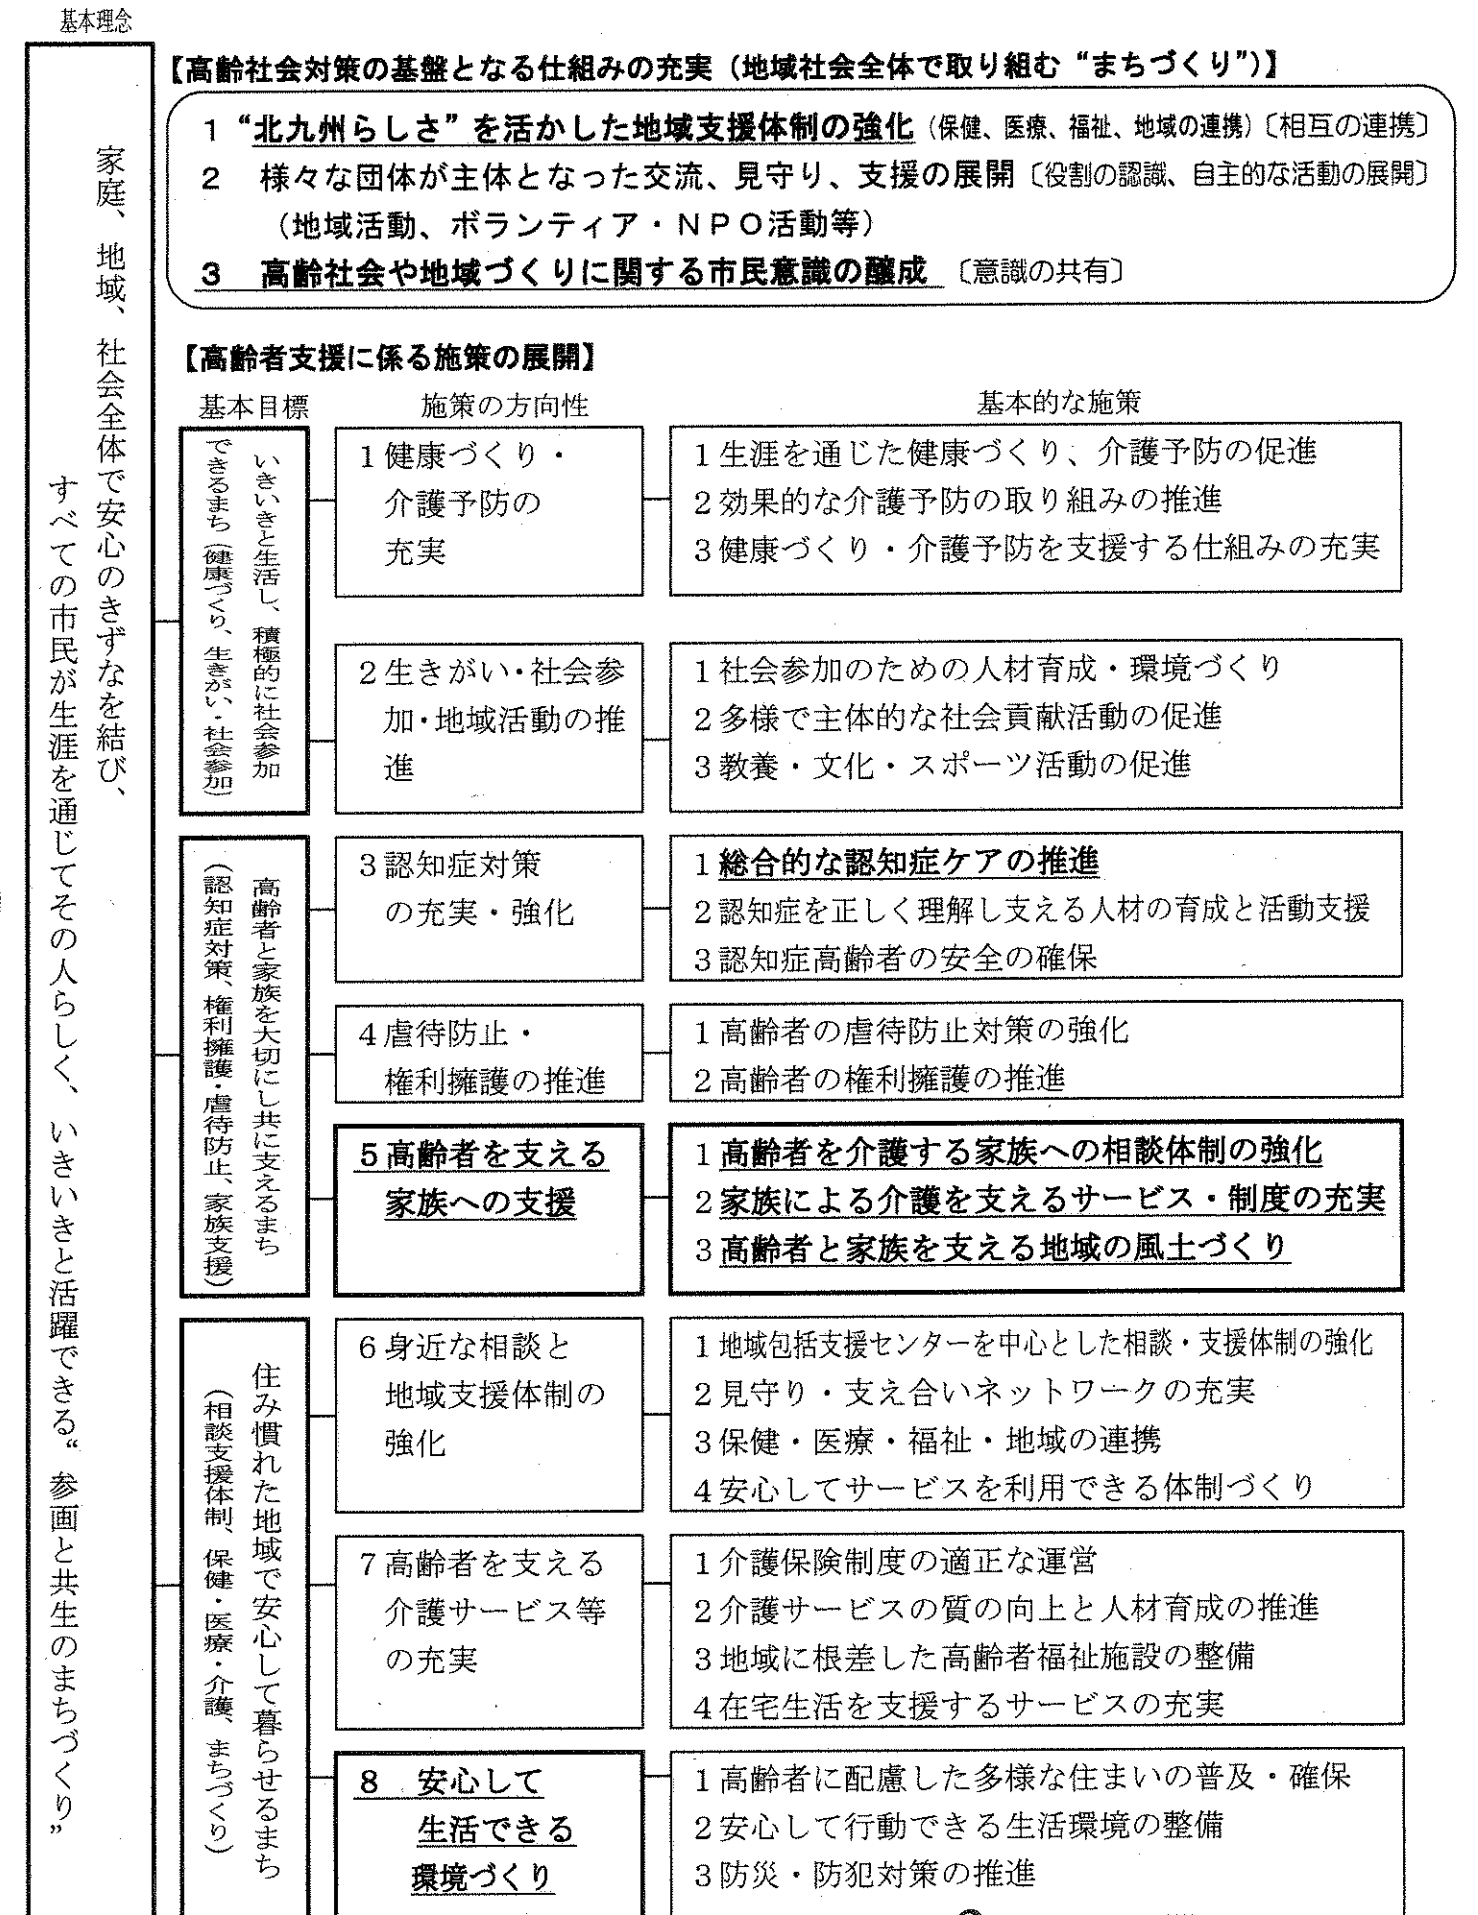 基本理念
家庭、地域、社会全体で安心のきずなを結び、
すべての市民が生涯を通じてその人らしく、いきいきと活躍できる“参画と共生のまちづくり”
【高齢社会対策の基盤となる仕組みの充実（地域社会全体で取り組む“まちづくり”）】
1 “北九州らしさ”を活かした地域支援体制の強化（保健、医療、福祉、地域の連携）〔相互の連携〕
2 様々な団体が主体となった交流、見守り、支援の展開〔役割の認識、自主的な活動の展開〕
（地域活動、ボランティア・ＮＰＯ活動等）
3 高齢社会や地域づくりに関する市民意識の醸成 〔意識の共有〕
【高齢者支援に係る施策の展開】
基本目標 施策の方向性 基本的な施策
いきいきと生活し、積極的に社会参加
できるまち（健康づくり、生きがい・社会参加）
1 健康づくり・
介護予防の
充実
1 生涯を通じた健康づくり、介護予防の促進
2 効果的な介護予防の取り組みの推進
3 健康づくり・介護予防を支援する仕組みの充実
2 生きがい・社会参
加・地域活動の推
進
1 社会参加のための人材育成・環境づくり
2 多様で主体的な社会貢献活動の促進
3 教養・文化・スポーツ活動の促進
高齢者と家族を大切にし共に支えるまち
（認知症対策、権利擁護・虐待防止、家族支援）
3 認知症対策
の充実・強化
1 総合的な認知症ケアの推進
2 認知症を正しく理解し支える人材の育成と活動支援
3 認知症高齢者の安全の確保
4 虐待防止・
権利擁護の推進
1 高齢者の虐待防止対策の強化
2 高齢者の権利擁護の推進
5 高齢者を支える
家族への支援
1 高齢者を介護する家族への相談体制の強化
2 家族による介護を支えるサービス・制度の充実
3 高齢者と家族を支える地域の風土づくり
住み慣れた地域で安心して暮らせるまち
（相談支援体制、保健・医療・介護、まちづくり）
6 身近な相談と
地域支援体制の
強化
1 地域包括支援センターを中心とした相談・支援体制の強化
2 見守り・支え合いネットワークの充実
3 保健・医療・福祉・地域の連携
4 安心してサービスを利用できる体制づくり
7 高齢者を支える
介護サービス等
の充実
1 介護保険制度の適正な運営
2 介護サービスの質の向上と人材育成の推進
3 地域に根差した高齢者福祉施設の整備
4 在宅生活を支援するサービスの充実
8 安心して
生活できる
環境づくり
1 高齢者に配慮した多様な住まいの普及・確保
2 安心して行動できる生活環境の整備
3 防災・防犯対策の推進